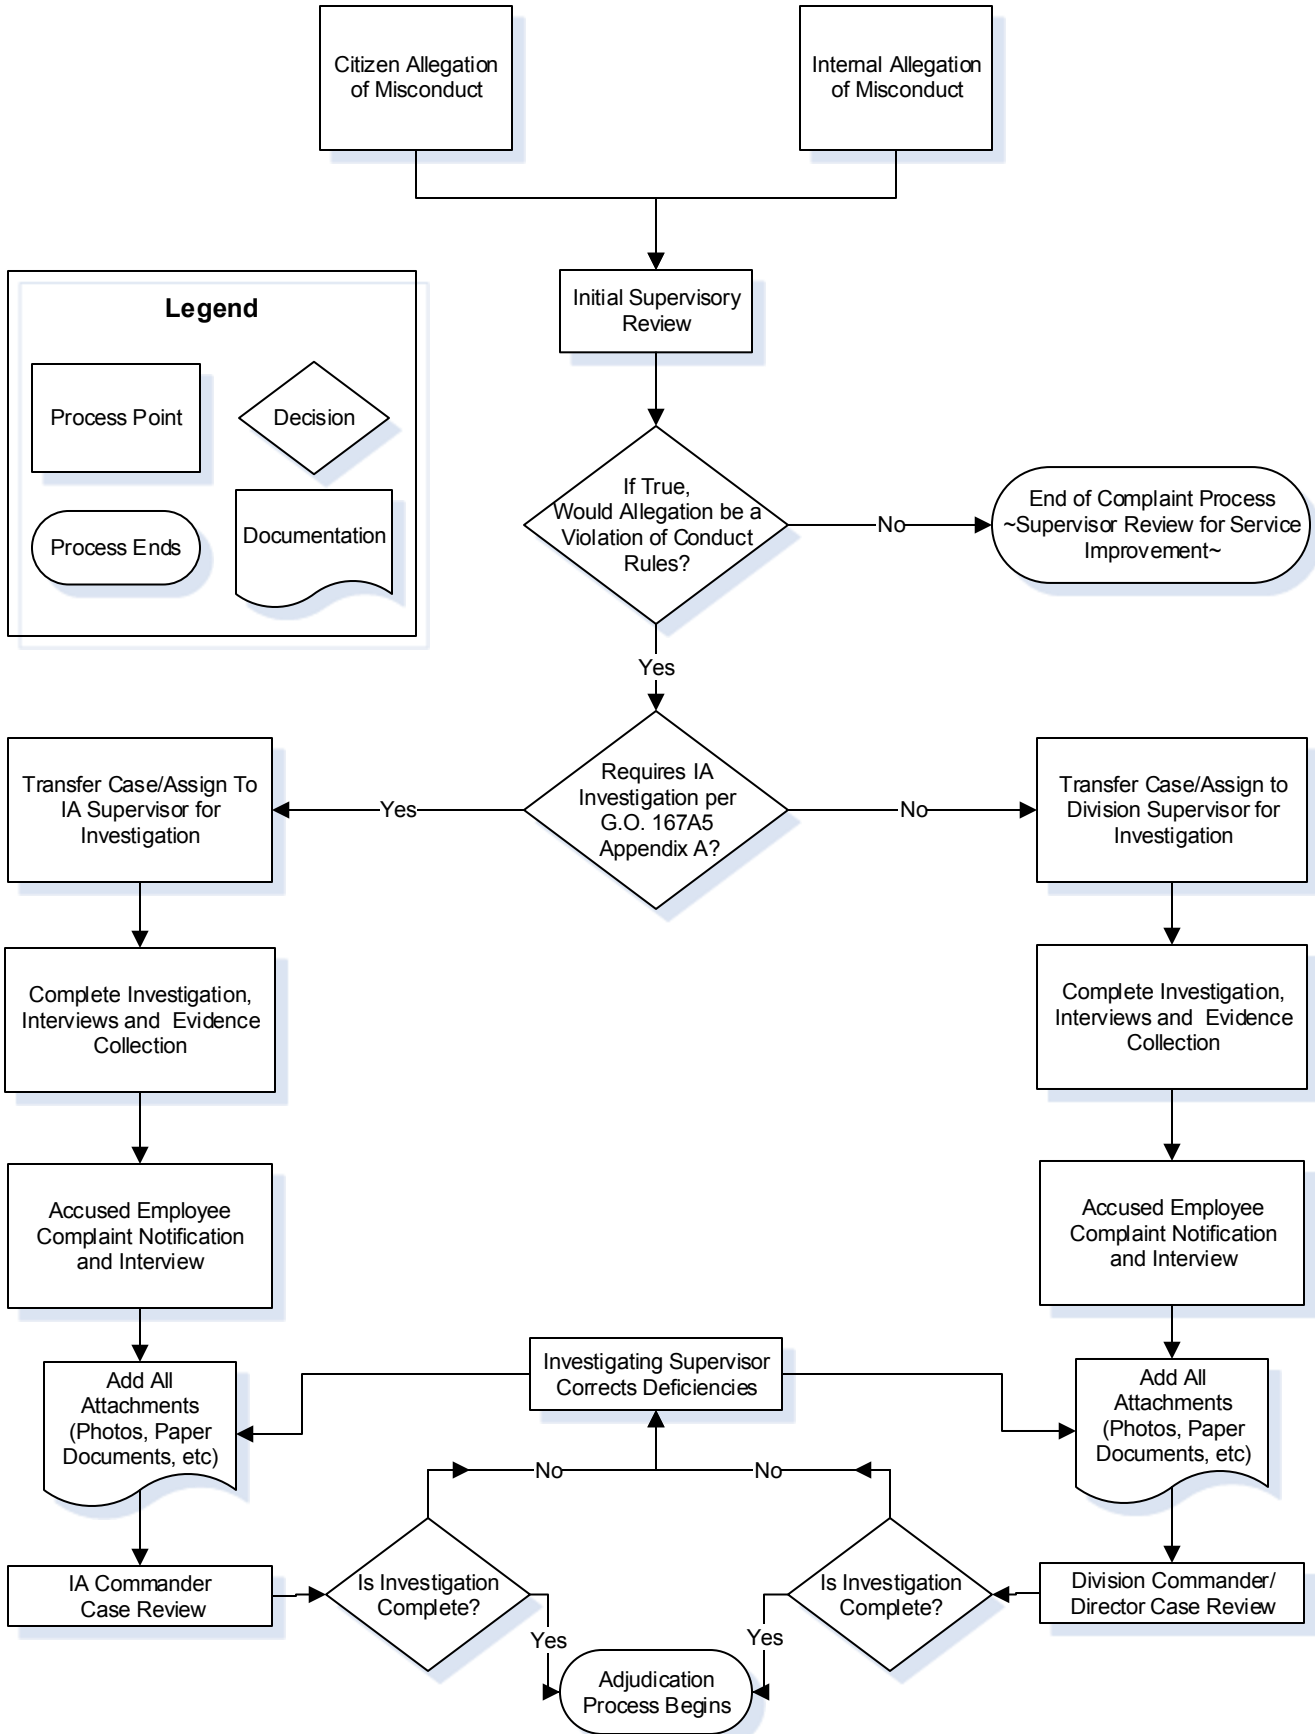 Citizen Allegation
of Misconduct
Internal Allegation
of Misconduct
Initial Supervisory
Review
Legend
Process Point
Decision
Process Ends
Documentation
If True,
Would Allegation be a
Violation of Conduct
Rules?
No
End of Complaint Process
~Supervisor Review for Service
Improvement~
Yes
Requires IA
Investigation per
G.O. 167A5
Appendix A?
Yes
No
Transfer Case/Assign To
IA Supervisor for
Investigation
Transfer Case/Assign to
Division Supervisor for
Investigation
Complete Investigation,
Interviews and Evidence
Collection
Complete Investigation,
Interviews and Evidence
Collection
Accused Employee
Complaint Notification
and Interview
Accused Employee
Complaint Notification
and Interview
Add All
Attachments
(Photos, Paper
Documents, etc)
Investigating Supervisor
Corrects Deficiencies
Add All
Attachments
(Photos, Paper
Documents, etc)
No
No
IA Commander
Case Review
Is Investigation
Complete?
Is Investigation
Complete?
Division Commander/
Director Case Review
Yes
Yes
Adjudication
Process Begins